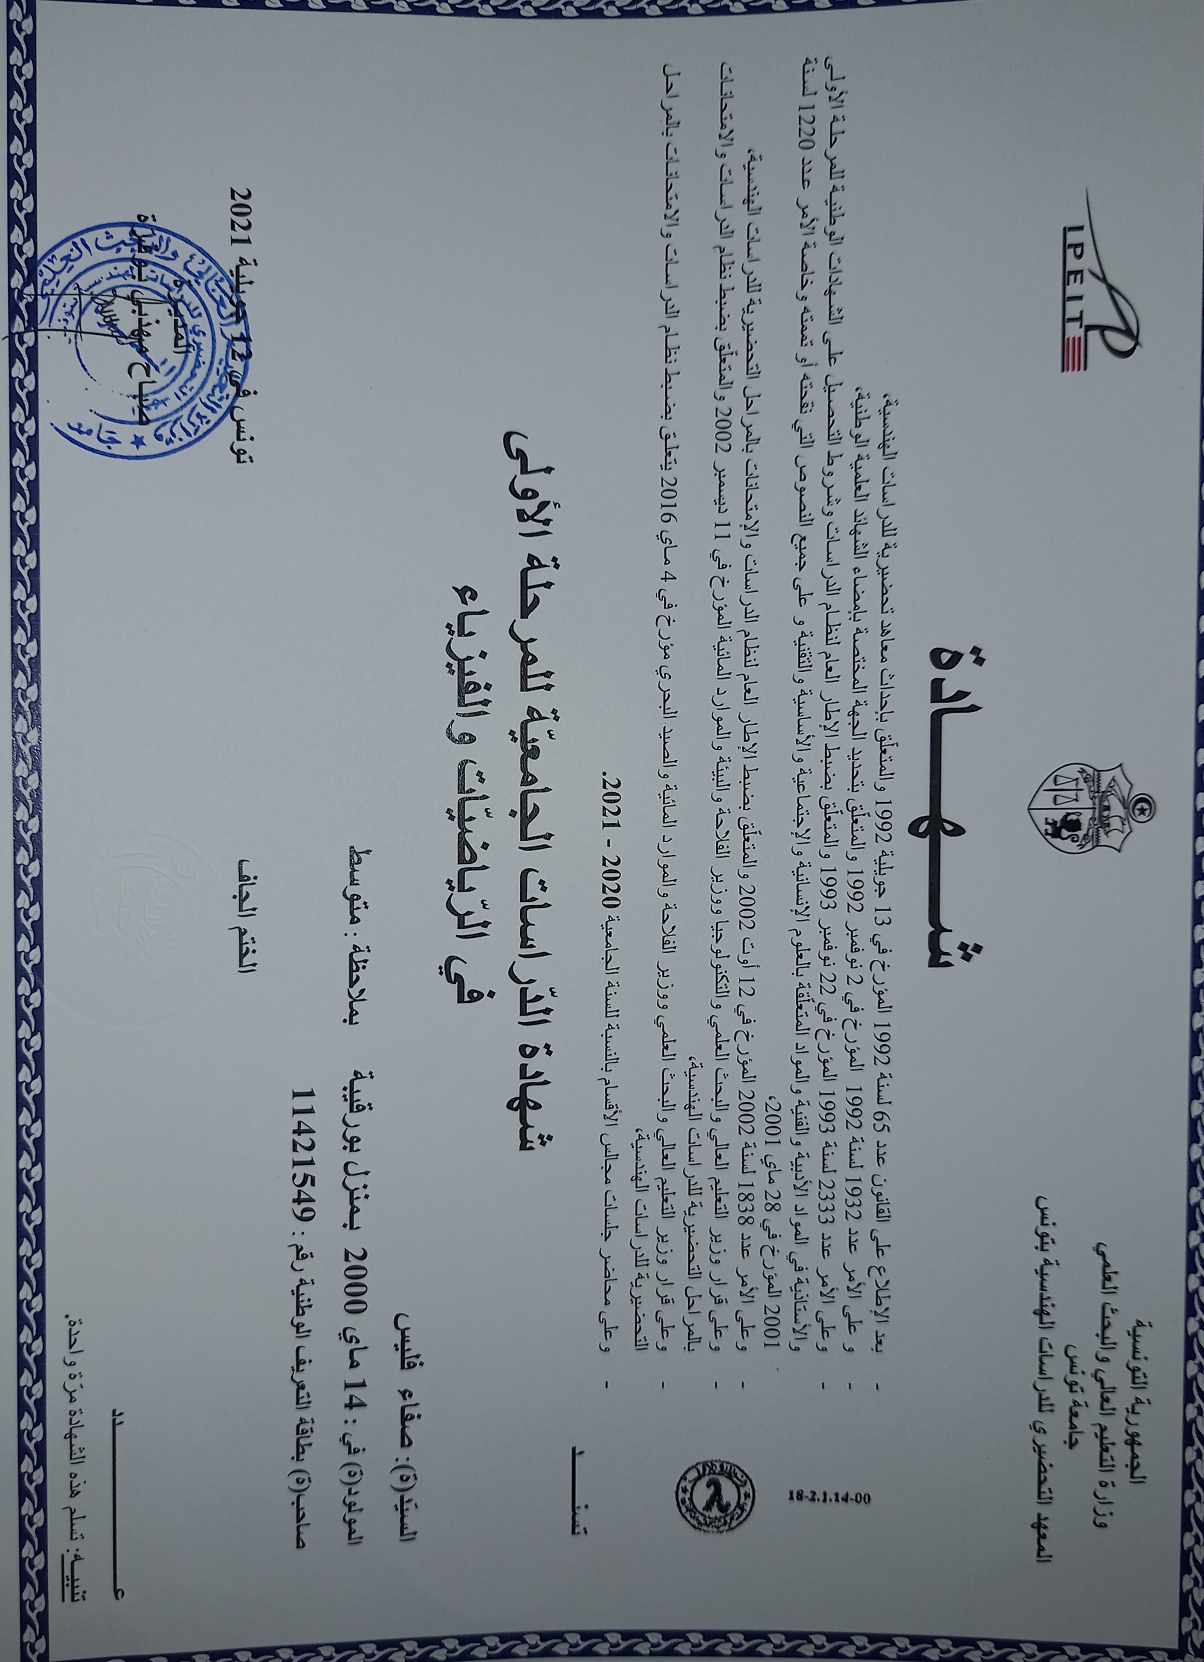 IPEIT
الجمهورية التونسية
وزارة التعليم العالي والبحث العلمي
جامعة تونس
المعهد التحضيري للدراسات الهندسية بتونس
شـــهـــادة
- بعد الإطلاع على القانون عدد 65 لسنة 1992 المؤرخ في 13 جويلية 1992 والمتعلّق بإحداث معاهد تحضيرية للدراسات الهندسية،
- و على الأمر عدد 1932 لسنة 1992 المؤرخ في 2 نوفمبر 1992 والمتعلّق بتحديد الجهة المختصة بإمضاء الشهائد العلمية الوطنية،
- وعلى الأمر عدد 2333 لسنة 1993 المؤرخ في 22 نوفمبر 1993 والمتعلّق بضبط الإطار العام لنظام الدراسات وشروط التحصيل على الشهادات الوطنية للمرحلة الأولى
والأستاذية في المواد الأدبية والفنية والمواد المتعلّقة بالعلوم الإنسانية والإجتماعية والأساسية والتقنية و على جميع النصوص التي نقحته أو تممته وخاصة الأمر عدد 1220 لسنة
2001 المؤرخ في 28 ماي 2001،
- وعلى الأمر عدد 1838 لسنة 2002 المؤرخ في 12 أوت 2002 والمتعلّق بضبط الإطار العام لنظام الدراسات والإمتحانات بالمراحل التحضيرية للدراسات الهندسية،
- وعلى قرار وزير التعليم العالي والبحث العلمي والتكنولوجيا ووزير الفلاحة والبيئة والموارد المائية المؤرخ في 11 ديسمبر 2002 والمتعلّق بضبط نظام الدراسات والامتحانات
بالمراحل التحضيرية للدراسات الهندسية،
- وعلى قرار وزير التعليم العالي والبحث العلمي ووزير الفلاحة والموارد المائية والصيد البحري مؤرخ في 4 ماي 2016 يتعلق بضبط نظام الدراسات والامتحانات بالمراحل
التحضيرية للدراسات الهندسية،
- وعلى محاضر جلسات مجالس الأقسام بالنسبة للسنة الجامعية 2020 - 2021.
18-2.1.14-00
تسنـــد
شهادة الدّراسات الجامعيّة للمرحلة الأولى
في الرّياضيّات والفيزياء
السيّد(ة): صفاء فليس
المولود(ة) في : 14 ماي 2000 بمنزل بورقيبة بملاحظة : متوسط
صاحب(ة) بطاقة التعريف الوطنية رقم : 11421549
الختم الجاف
تونس في 12 جويلية 2021
المديرة
صباح مهذبي
عـــــدد
تنبيه: تسلم هذه الشهادة مرّة واحدة.